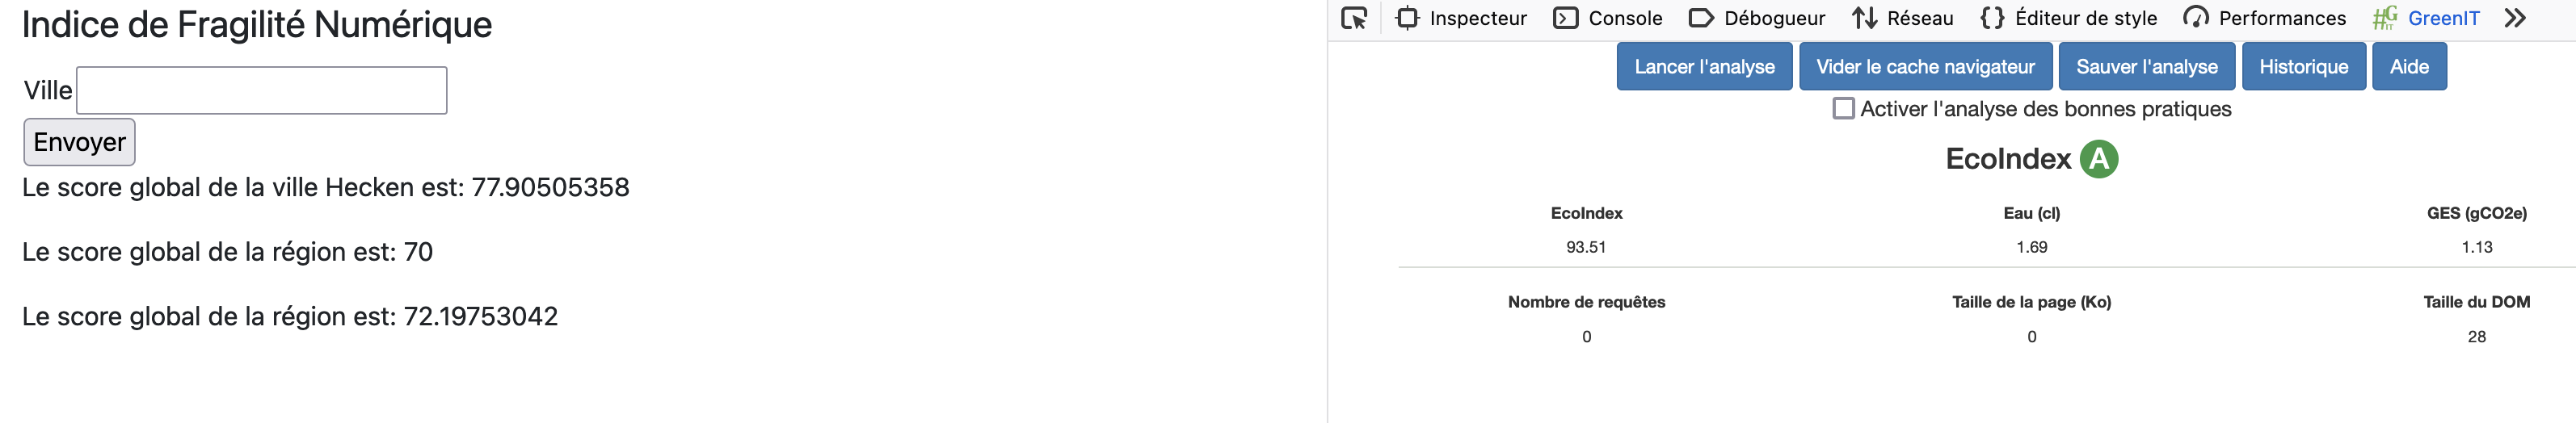 Indice de Fragilité Numérique
Ville
Envoyer
Le score global de la ville Hecken est: 77.90505358
Le score global de la région est: 70
Le score global de la région est: 72.19753042
Inspecteur Console Débogueur Réseau Éditeur de style Performances GreenIT
Lancer l'analyse Vider le cache navigateur Sauver l'analyse Historique Aide
Activer l'analyse des bonnes pratiques
EcoIndex A
EcoIndex Eau (cl) GES (gCO2e)
93.51 1.69 1.13
Nombre de requêtes Taille de la page (Ko) Taille du DOM
0 0 28